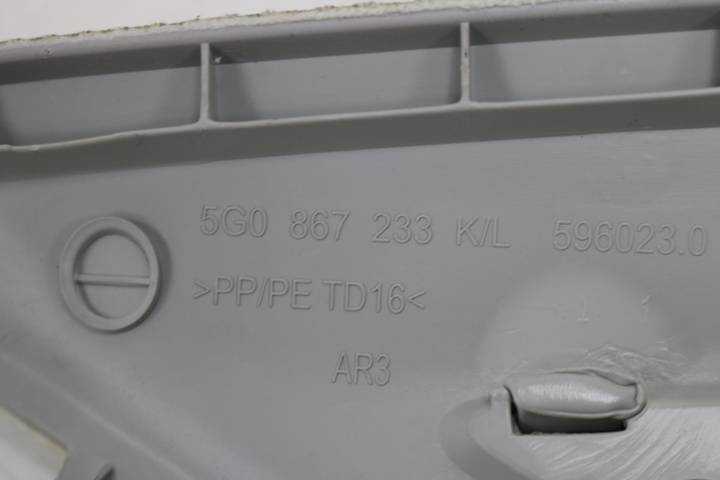 5G0 867 233 K/L 596023.0
>PP/PE TD16<
AR3